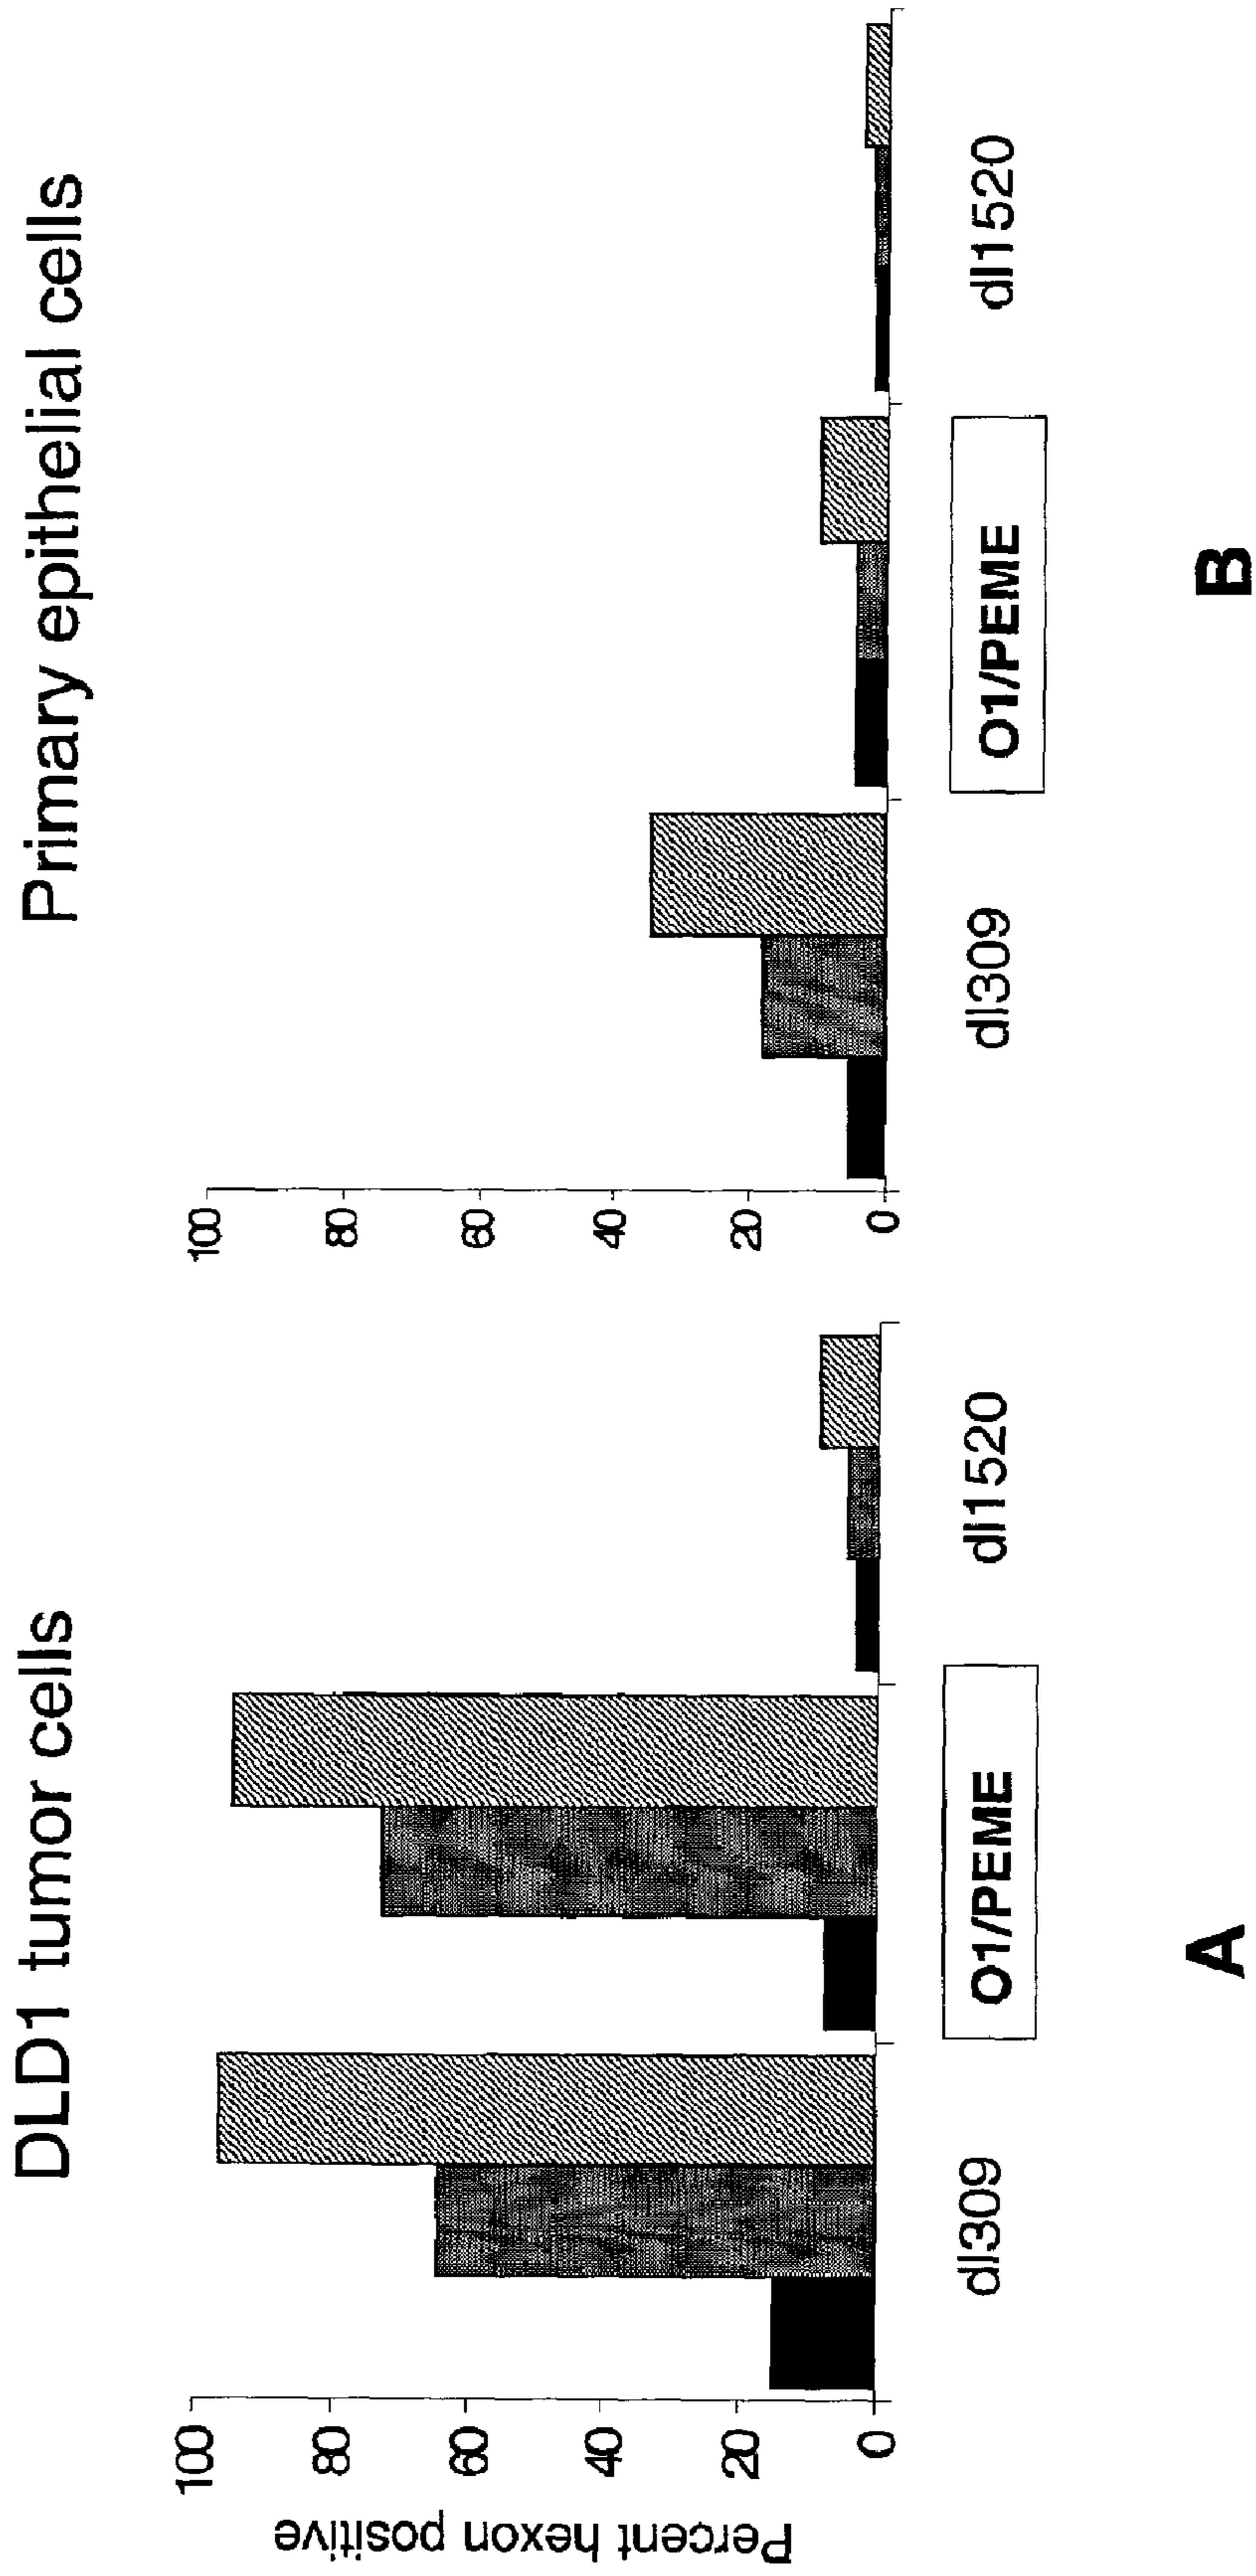 DLD1 tumor cells
Percent hexon positive
100
80
60
40
20
0
dl309
O1/PEME
dl1520
A
Primary epithelial cells
100
80
60
40
20
0
dl309
O1/PEME
dl1520
B